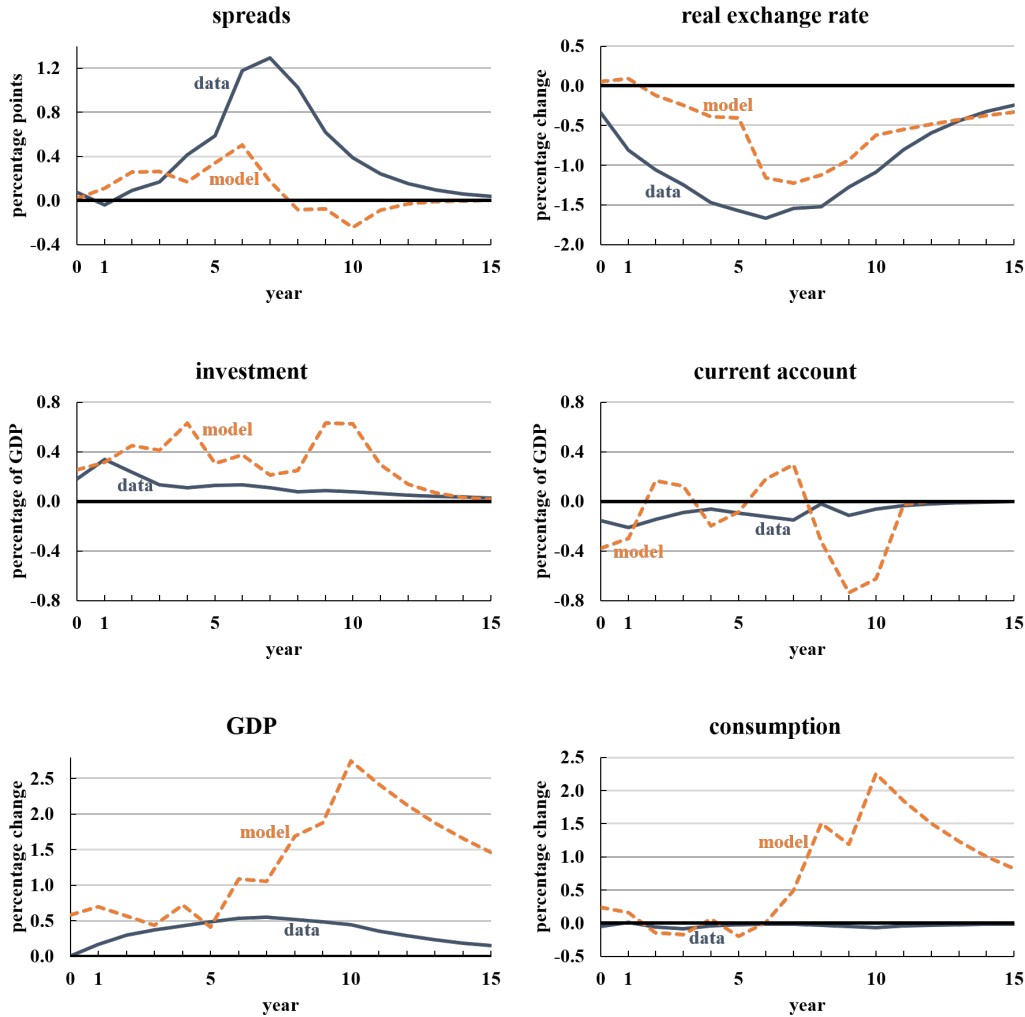 spreads
percentage points
1.2
0.8
0.4
0.0
-0.4
data
model
0 1 5 10 15
year
real exchange rate
percentage change
0.5
0.0
-0.5
-1.0
-1.5
-2.0
model
data
0 1 5 10 15
year
investment
percentage of GDP
0.8
0.4
0.0
-0.4
-0.8
model
data
0 1 5 10 15
year
current account
percentage of GDP
0.8
0.4
0.0
-0.4
-0.8
data
model
0 1 5 10 15
year
GDP
percentage change
2.5
2.0
1.5
1.0
0.5
0.0
model
data
0 1 5 10 15
year
consumption
percentage change
2.5
2.0
1.5
1.0
0.5
0.0
-0.5
model
data
0 1 5 10 15
year